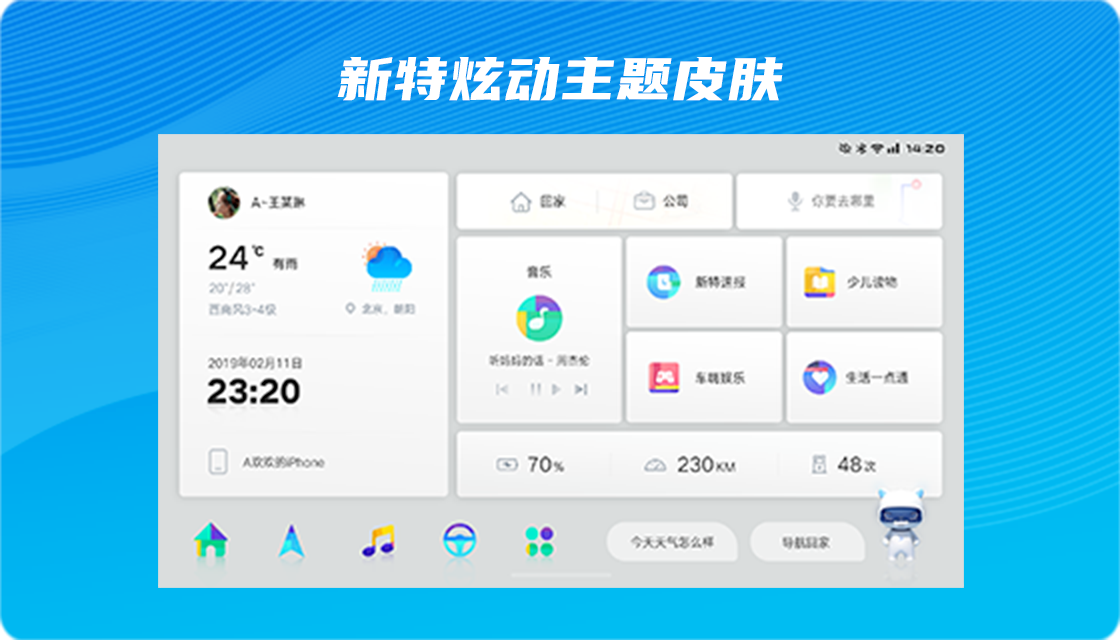 新特炫动主题皮肤
14:20
A~王某琳
24℃ 有雨
20°/28°
西南风3~4级
北京，朝阳
2019年02月11日
23:20
A欢欢的iPhone
回家
公司
你要去哪里
音乐
听妈妈的话 - 周杰伦
新特速报
少儿读物
车端娱乐
生活一点通
70%
230KM
48次
今天天气怎么样
导航回家